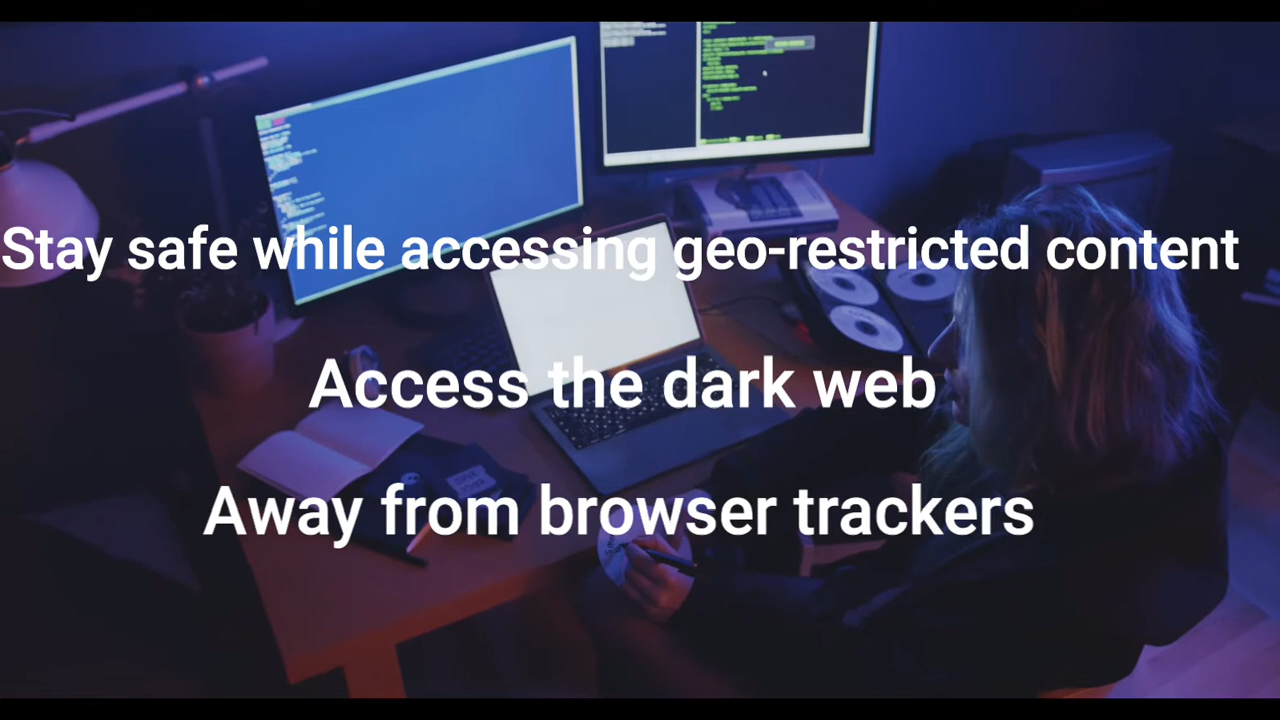 Stay safe while accessing geo-restricted content
Access the dark web
Away from browser trackers